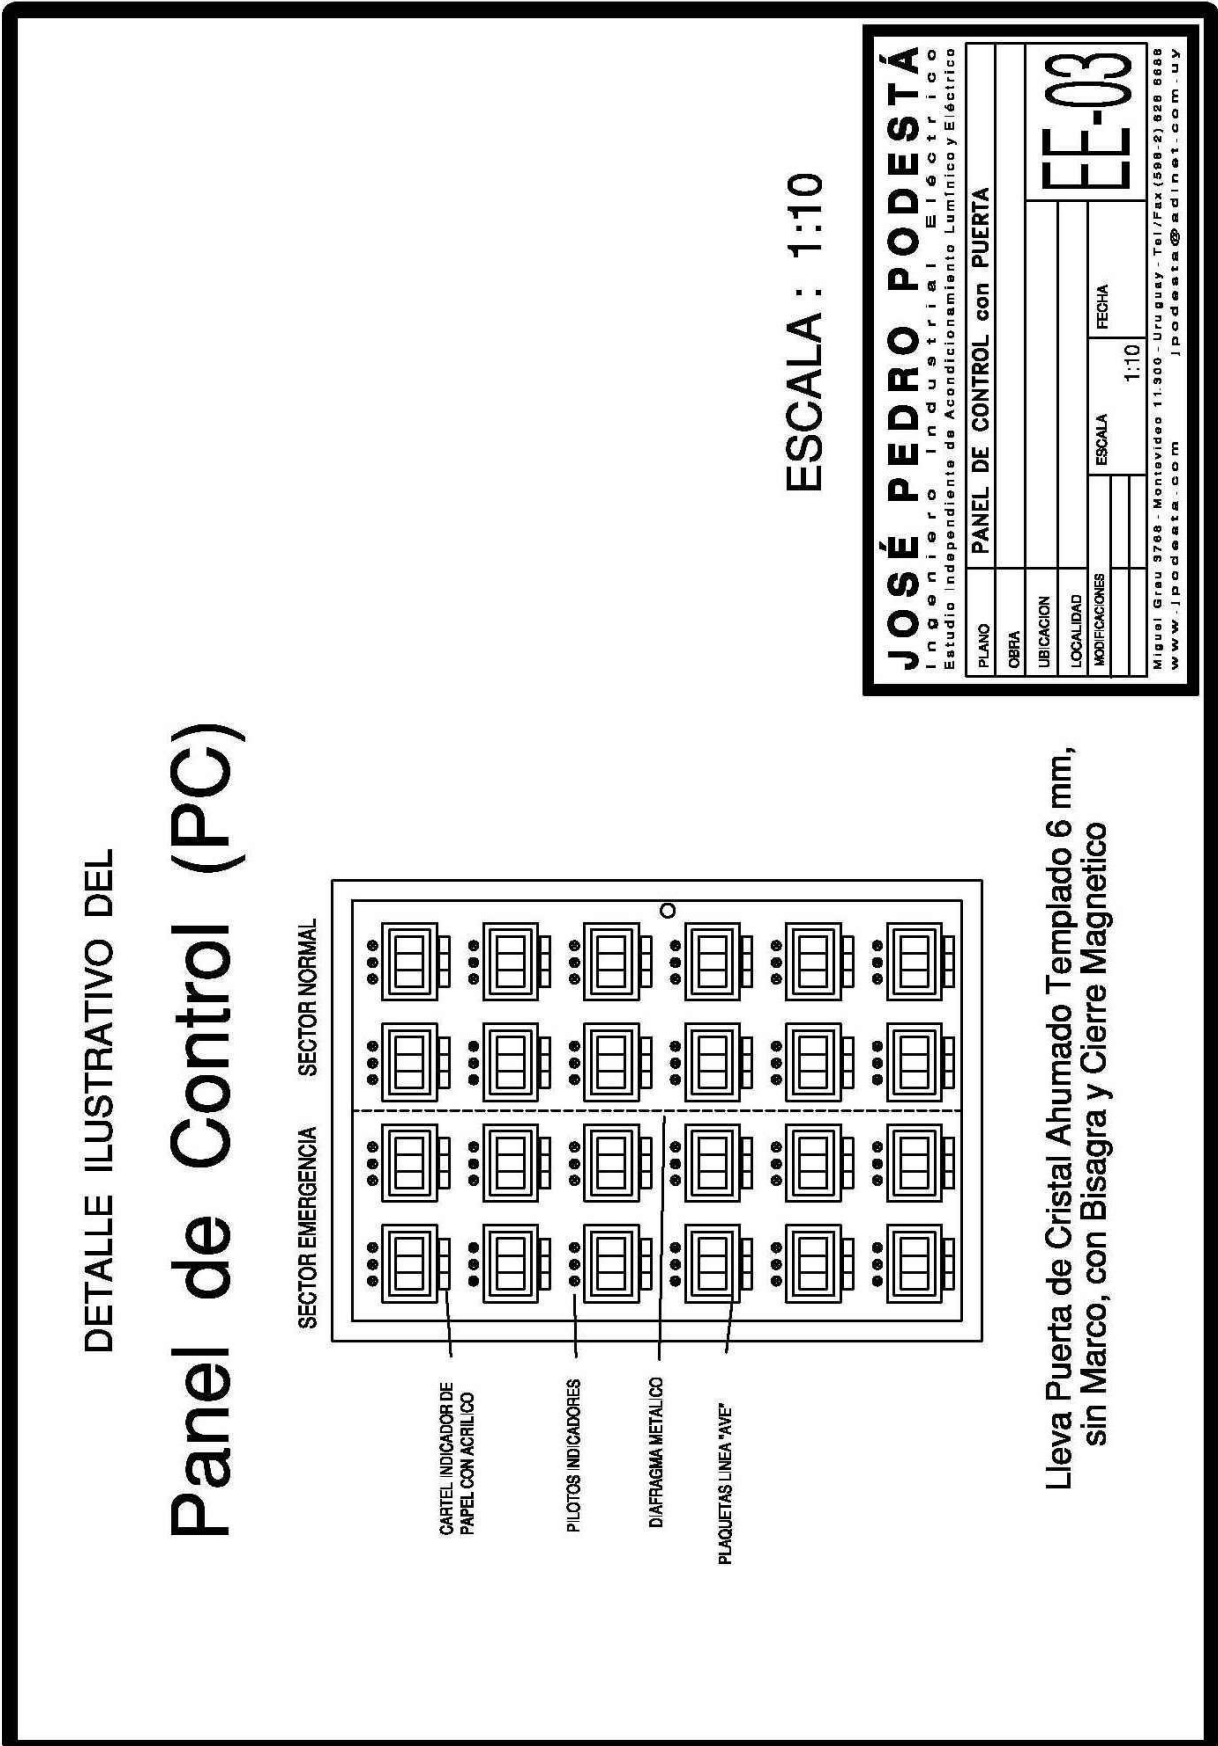 DETALLE ILUSTRATIVO DEL
Panel de Control (PC)
SECTOR EMERGENCIA
SECTOR NORMAL
CARTEL INDICADOR DE
PAPEL CON ACRILICO
PILOTOS INDICADORES
DIAFRAGMA METALICO
PLAQUETAS LINEA "AVE"
Lleva Puerta de Cristal Ahumado Templado 6 mm,
sin Marco, con Bisagra y Cierre Magnetico
ESCALA : 1:10
JOSÉ PEDRO PODESTÁ
Ingeniero Industrial Eléctrico
Estudio Independiente de Acondicionamiento Lumínico y Eléctrico
PLANO PANEL DE CONTROL con PUERTA
OBRA
UBICACION
LOCALIDAD
MODIFICACIONES
ESCALA
1:10
FECHA
EE-03
Miguel Grau 3768 - Montevideo 11.300 - Uruguay - Tel/Fax (598-2) 628 6688
www.jpodesta.com jpodesta@adinet.com.uy